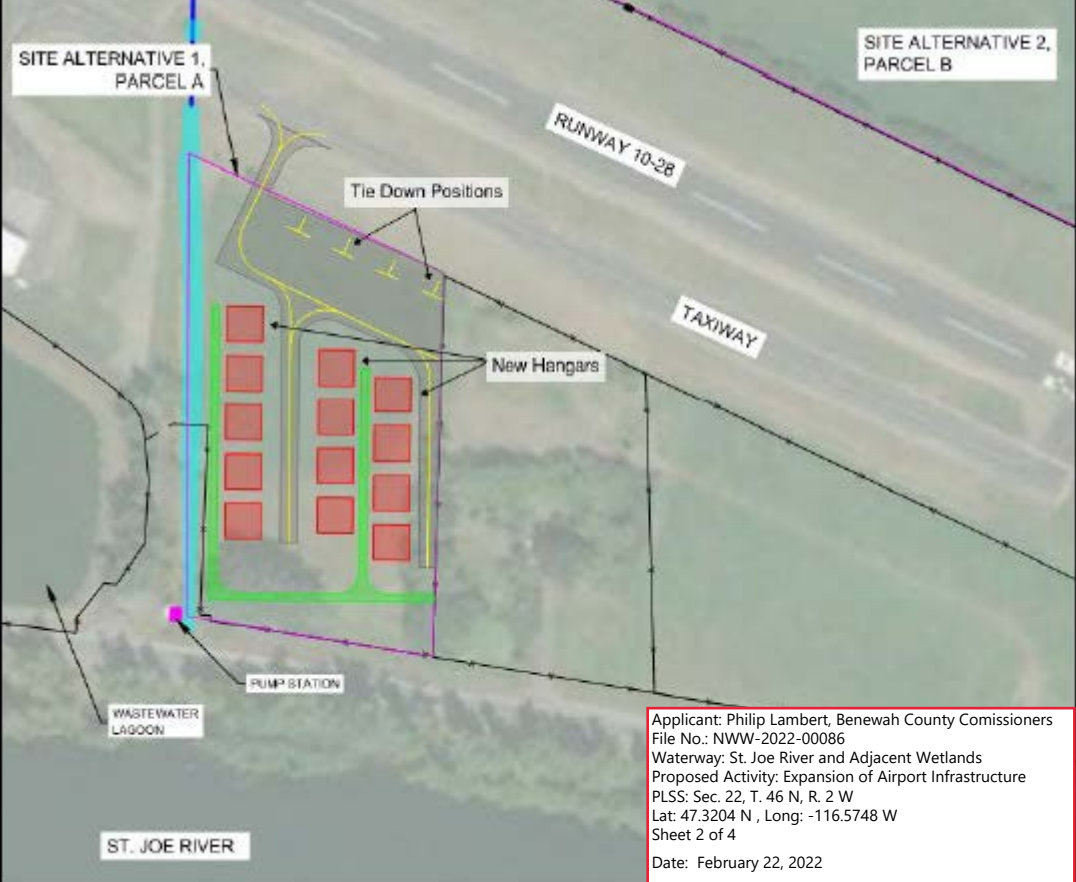 SITE ALTERNATIVE 1,
PARCEL A
SITE ALTERNATIVE 2,
PARCEL B
RUNWAY 10-28
Tie Down Positions
TAXIWAY
New Hangars
PUMP STATION
WASTEWATER
LAGOON
ST. JOE RIVER
Applicant: Philip Lambert, Benewah County Comissioners
File No.: NWW-2022-00086
Waterway: St. Joe River and Adjacent Wetlands
Proposed Activity: Expansion of Airport Infrastructure
PLSS: Sec. 22, T. 46 N, R. 2 W
Lat: 47.3204 N , Long: -116.5748 W
Sheet 2 of 4
Date: February 22, 2022